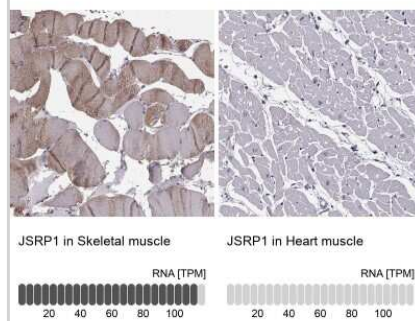 JSRP1 in Skeletal muscle
RNA [TPM]
20 40 60 80 100
JSRP1 in Heart muscle
RNA [TPM]
20 40 60 80 100